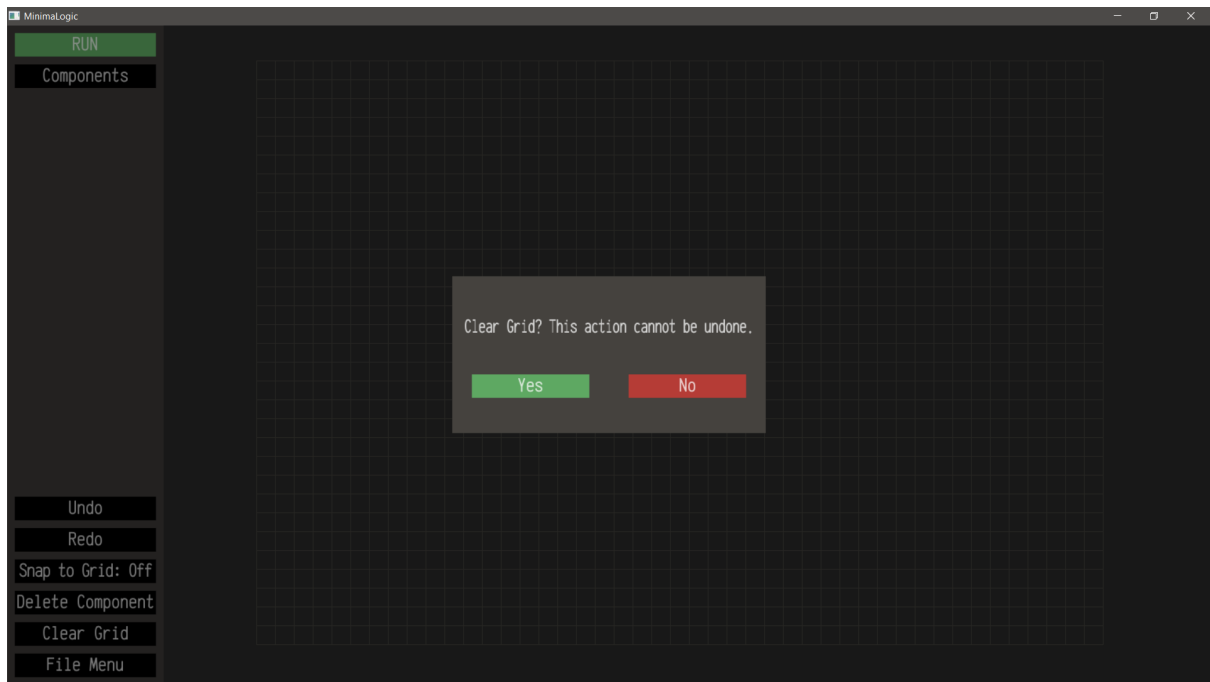 MinimaLogic
RUN
Components
Clear Grid? This action cannot be undone.
Yes
No
Undo
Redo
Snap to Grid: Off
Delete Component
Clear Grid
File Menu